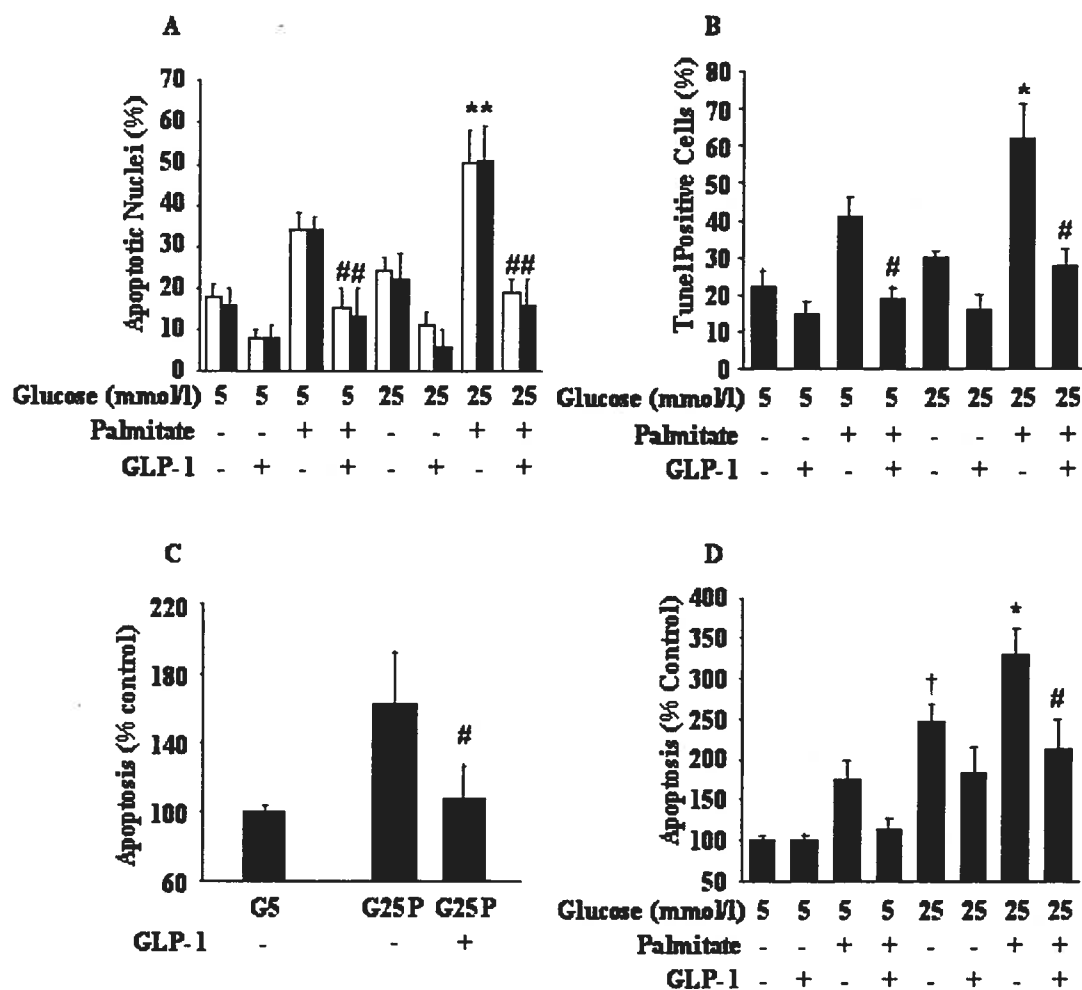 A
Apoptotic Nuclei (%)
70
60
50
40
30
20
10
0
** 
##
##
Glucose (mmol/l) 5 5 5 5 25 25 25 25
Palmitate - - + + - - + +
GLP-1 - + - + - + - +
B
Tunel Positive Cells (%)
80
70
60
50
40
30
20
10
0
*
#
#
Glucose (mmol/l) 5 5 5 5 25 25 25 25
Palmitate - - + + - - + +
GLP-1 - + - + - + - +
C
Apoptosis (% control)
220
180
140
100
60
#
G5 G25P G25P
GLP-1 - - +
D
Apoptosis (% Control)
400
350
300
250
200
150
100
50
*
†
#
Glucose (mmol/l) 5 5 5 5 25 25 25 25
Palmitate - - + + - - + +
GLP-1 - + - + - + - +